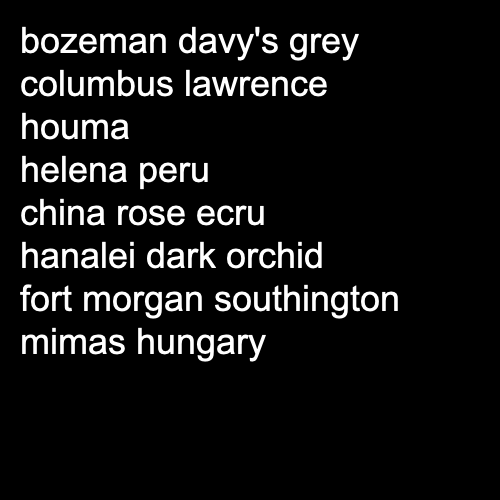 bozeman davy's grey
columbus lawrence
houma
helena peru
china rose ecru
hanalei dark orchid
fort morgan southington
mimas hungary